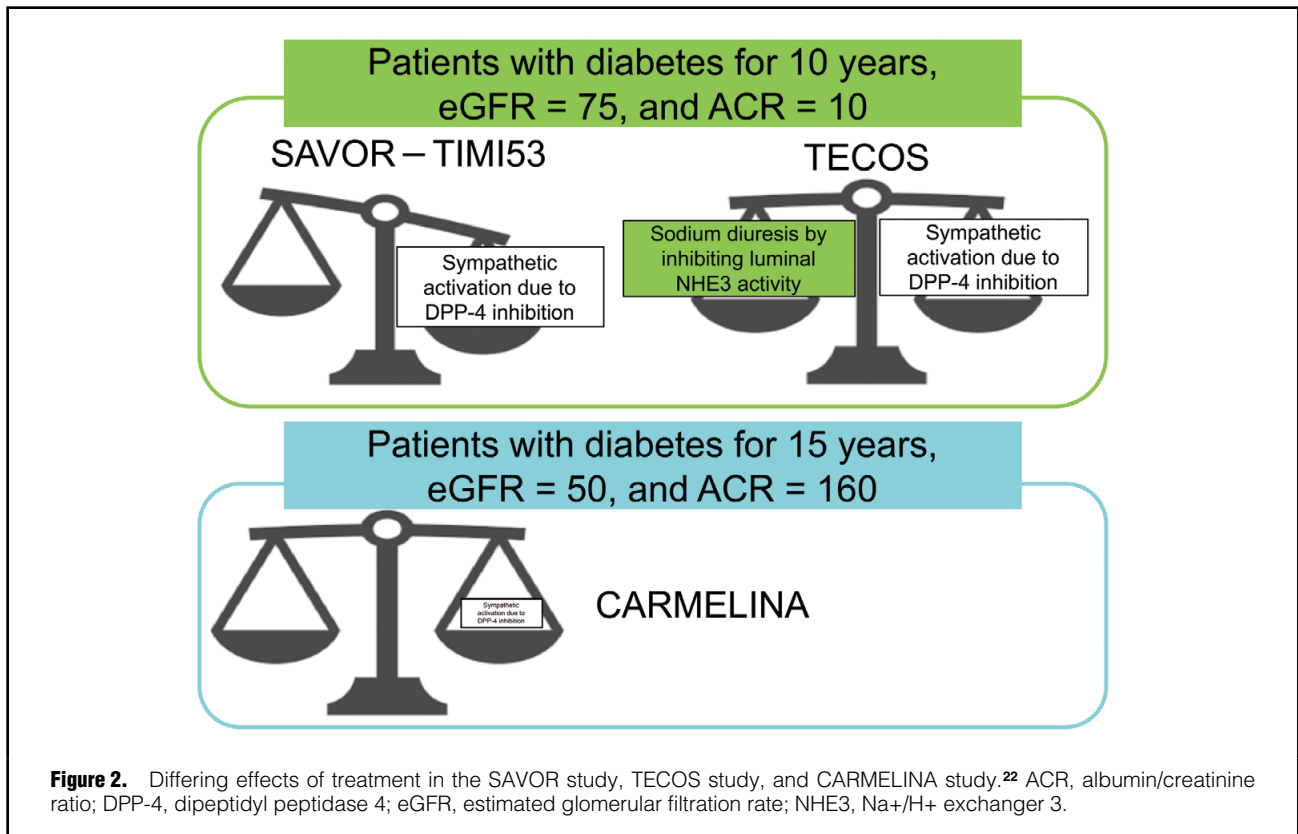 Patients with diabetes for 10 years,
eGFR = 75, and ACR = 10
SAVOR – TIMI53
Sympathetic
activation due to
DPP-4 inhibition
TECOS
Sodium diuresis by
inhibiting luminal
NHE3 activity
Sympathetic
activation due to
DPP-4 inhibition
Patients with diabetes for 15 years,
eGFR = 50, and ACR = 160
Sympathetic
activation due to
DPP-4 inhibition
CARMELINA
Figure 2. Differing effects of treatment in the SAVOR study, TECOS study, and CARMELINA study.22 ACR, albumin/creatinine
ratio; DPP-4, dipeptidyl peptidase 4; eGFR, estimated glomerular filtration rate; NHE3, Na+/H+ exchanger 3.